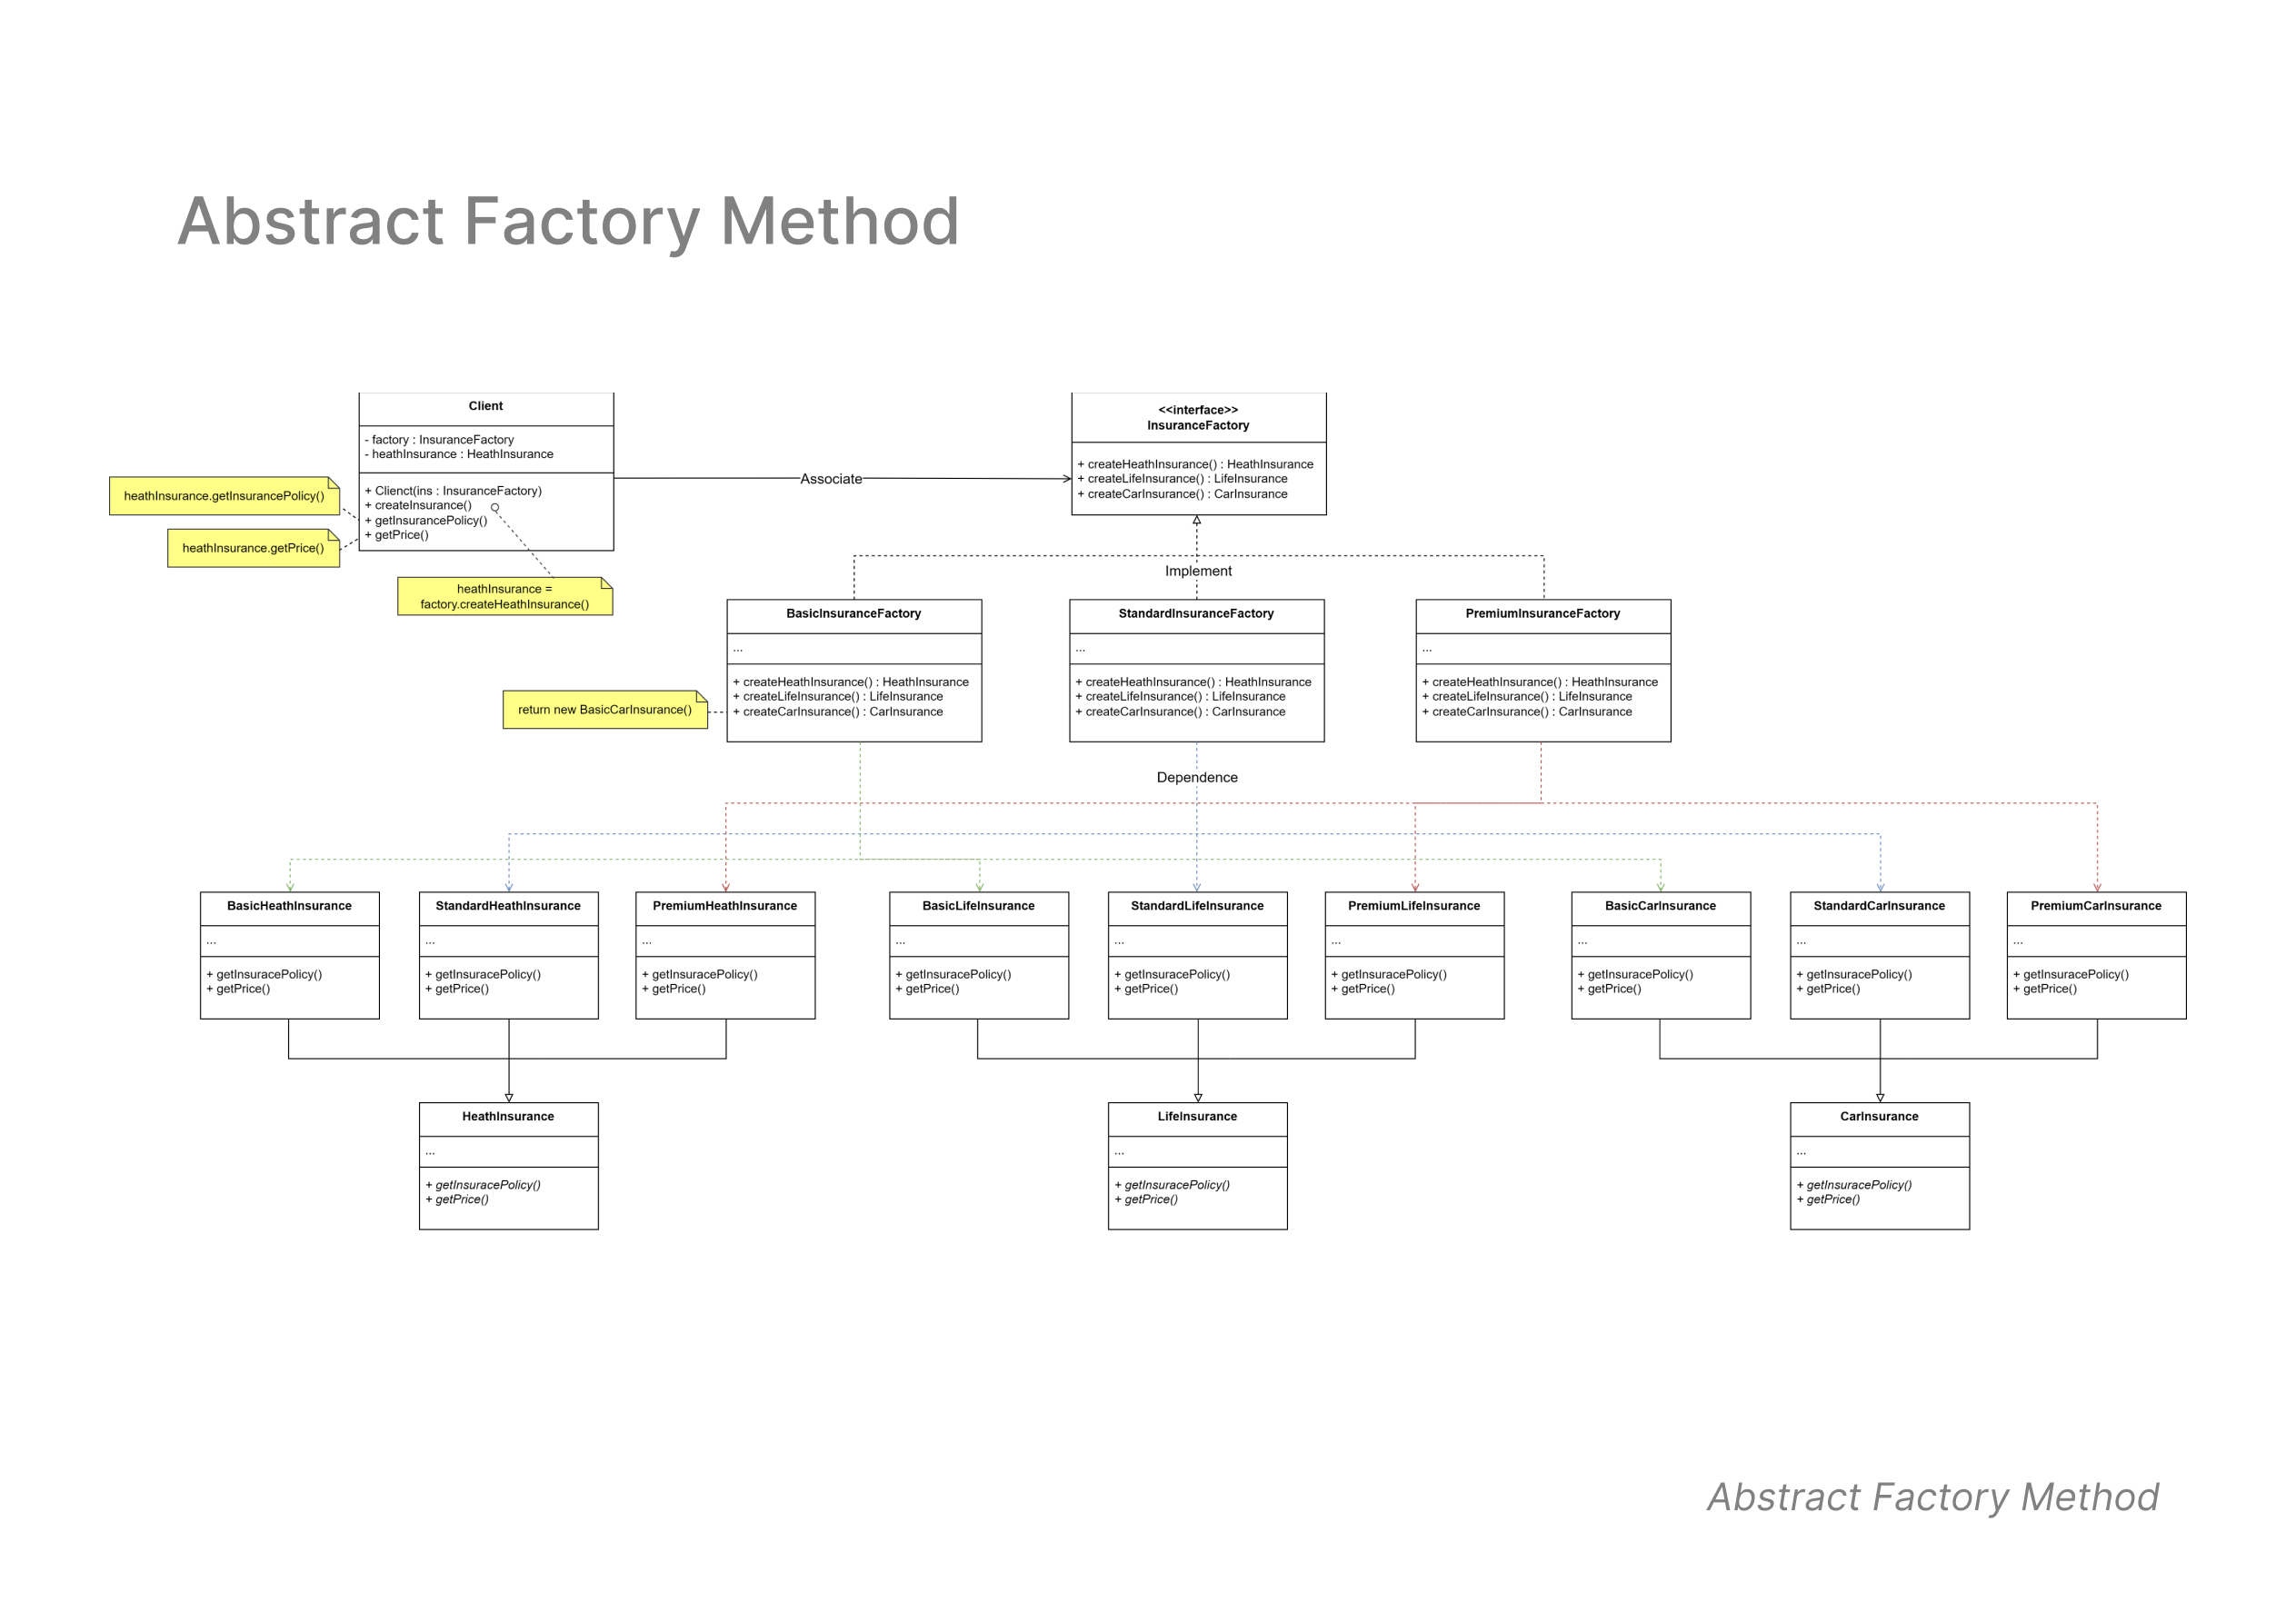 Abstract Factory Method
Client
- factory : InsuranceFactory
- heathInsurance : HeathInsurance
+ Clienct(ins : InsuranceFactory)
+ createInsurance()
+ getInsurancePolicy()
+ getPrice()
heathInsurance.getInsurancePolicy()
heathInsurance.getPrice()
heathInsurance =
factory.createHeathInsurance()
Associate
<<interface>>
InsuranceFactory
+ createHeathInsurance() : HeathInsurance
+ createLifeInsurance() : LifeInsurance
+ createCarInsurance() : CarInsurance
Implement
BasicInsuranceFactory
...
+ createHeathInsurance() : HeathInsurance
+ createLifeInsurance() : LifeInsurance
+ createCarInsurance() : CarInsurance
return new BasicCarInsurance()
StandardInsuranceFactory
...
+ createHeathInsurance() : HeathInsurance
+ createLifeInsurance() : LifeInsurance
+ createCarInsurance() : CarInsurance
PremiumInsuranceFactory
...
+ createHeathInsurance() : HeathInsurance
+ createLifeInsurance() : LifeInsurance
+ createCarInsurance() : CarInsurance
Dependence
BasicHeathInsurance
...
+ getInsuracePolicy()
+ getPrice()
StandardHeathInsurance
...
+ getInsuracePolicy()
+ getPrice()
PremiumHeathInsurance
...
+ getInsuracePolicy()
+ getPrice()
BasicLifeInsurance
...
+ getInsuracePolicy()
+ getPrice()
StandardLifeInsurance
...
+ getInsuracePolicy()
+ getPrice()
PremiumLifeInsurance
...
+ getInsuracePolicy()
+ getPrice()
BasicCarInsurance
...
+ getInsuracePolicy()
+ getPrice()
StandardCarInsurance
...
+ getInsuracePolicy()
+ getPrice()
PremiumCarInsurance
...
+ getInsuracePolicy()
+ getPrice()
HeathInsurance
...
+ getInsuracePolicy()
+ getPrice()
LifeInsurance
...
+ getInsuracePolicy()
+ getPrice()
CarInsurance
...
+ getInsuracePolicy()
+ getPrice()
Abstract Factory Method